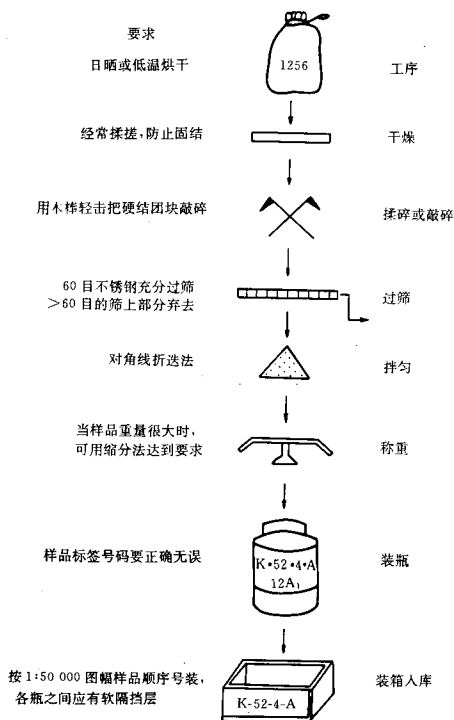 要求
日晒或低温烘干
1256
工序
经常揉搓,防止固结
干燥
用木棒轻击把硬结团块敲碎
揉碎或敲碎
60目不锈钢充分过筛
>60目的筛上部分弃去
过筛
对角线折迭法
拌匀
当样品重量很大时,
可用缩分法达到要求
称重
样品标签号码要正确无误
K·52·4·A
12A₁
装瓶
按1:50 000图幅样品顺序号装,
各瓶之间应有软隔挡层
K-52-4-A
装箱入库